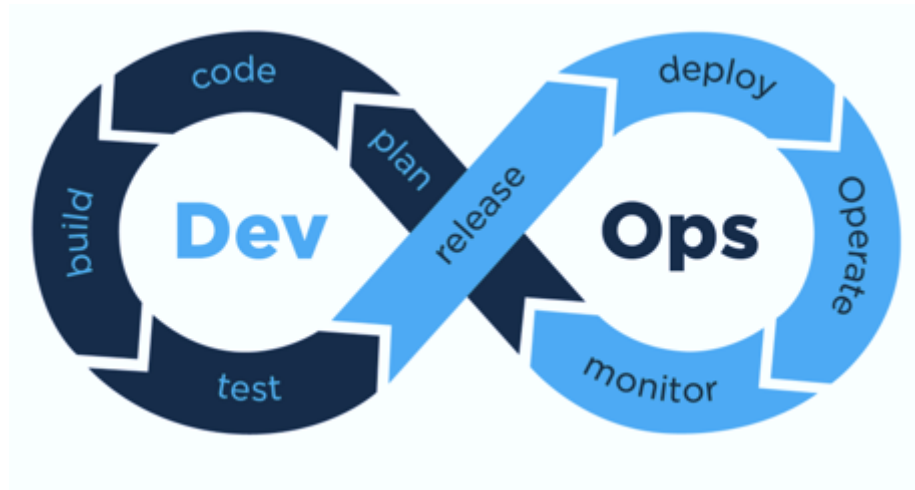 code
deploy
plan
release
build
Dev
Ops
Operate
test
monitor